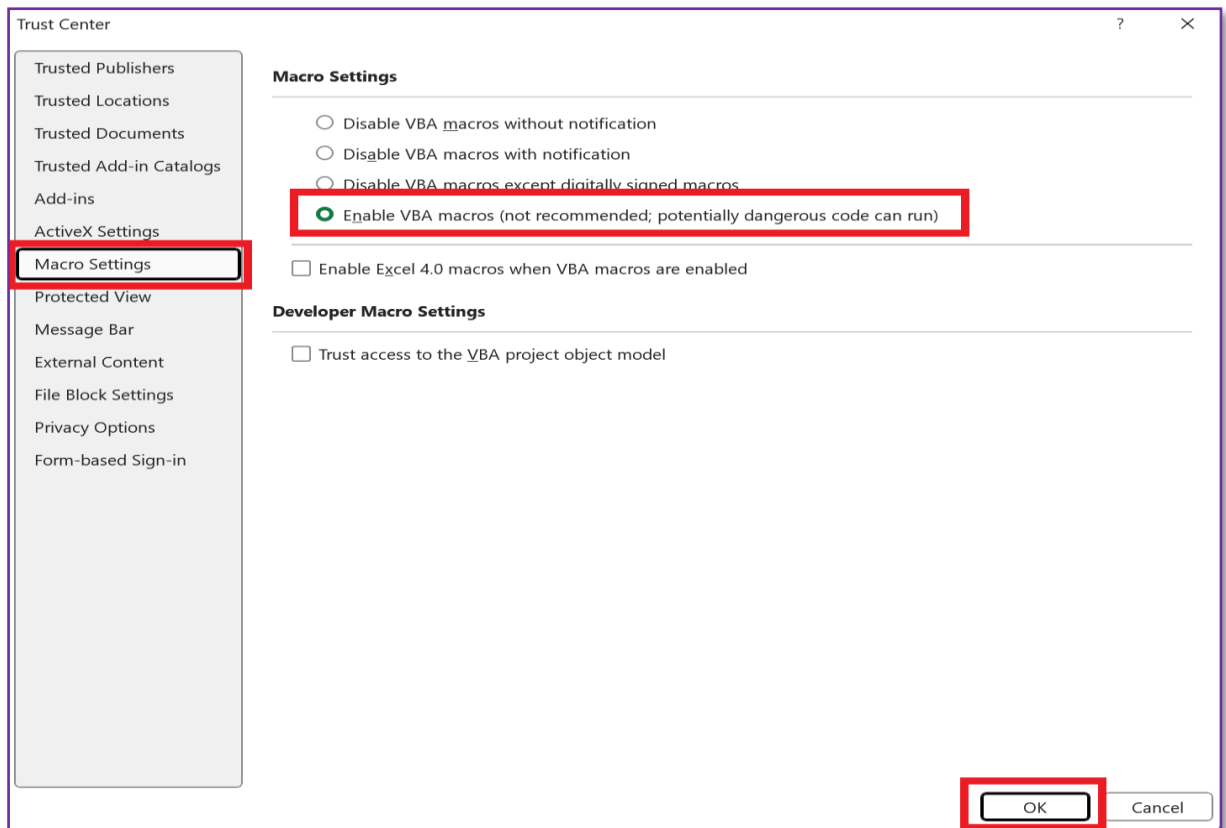 Trust Center
?
Trusted Publishers
Trusted Locations
Trusted Documents
Trusted Add-in Catalogs
Add-ins
ActiveX Settings
Macro Settings
Protected View
Message Bar
External Content
File Block Settings
Privacy Options
Form-based Sign-in
Macro Settings
Disable VBA macros without notification
Disable VBA macros with notification
Disable VBA macros except digitally signed macros
Enable VBA macros (not recommended; potentially dangerous code can run)
Enable Excel 4.0 macros when VBA macros are enabled
Developer Macro Settings
Trust access to the VBA project object model
OK
Cancel